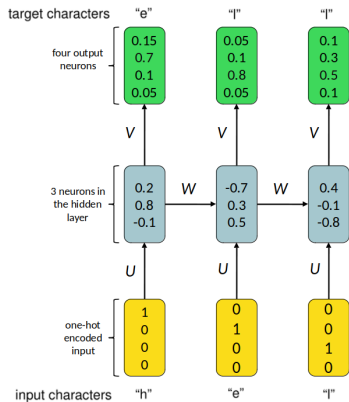 target characters "e" "l" "l"
four output
neurons
0.15
0.7
0.1
0.05
0.05
0.1
0.8
0.05
0.1
0.3
0.5
0.1
V V V
3 neurons in
the hidden
layer
0.2
0.8
-0.1
W
-0.7
0.3
0.5
W
0.4
-0.1
-0.8
U U U
one-hot
encoded
input
1
0
0
0
0
1
0
0
0
0
1
0
input characters "h" "e" "l"